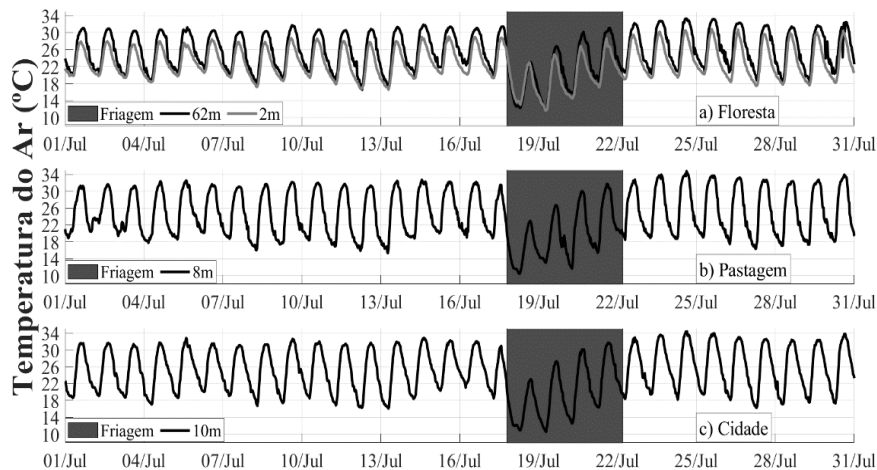 Temperatura do Ar (ºC)
34
30
26
22
18
14
10
Friagem 62m 2m
a) Floresta
01/Jul 04/Jul 07/Jul 10/Jul 13/Jul 16/Jul 19/Jul 22/Jul 25/Jul 28/Jul 31/Jul
34
30
26
22
18
14
10
Friagem 8m
b) Pastagem
01/Jul 04/Jul 07/Jul 10/Jul 13/Jul 16/Jul 19/Jul 22/Jul 25/Jul 28/Jul 31/Jul
34
30
26
22
18
14
10
Friagem 10m
c) Cidade
01/Jul 04/Jul 07/Jul 10/Jul 13/Jul 16/Jul 19/Jul 22/Jul 25/Jul 28/Jul 31/Jul